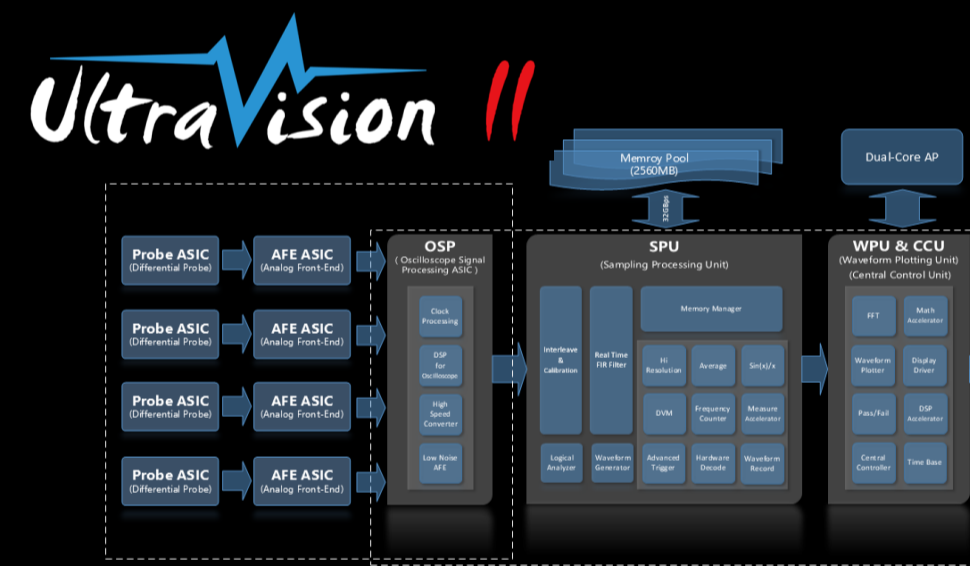 UltraVision II
Memroy Pool
(2560MB)
Dual-Core AP
32GBps
Probe ASIC
(Differential Probe)
AFE ASIC
(Analog Front-End)
Probe ASIC
(Differential Probe)
AFE ASIC
(Analog Front-End)
Probe ASIC
(Differential Probe)
AFE ASIC
(Analog Front-End)
Probe ASIC
(Differential Probe)
AFE ASIC
(Analog Front-End)
OSP
( Oscilloscope Signal
Processing ASIC )
Clock
Processing
DSP
for
Oscilloscope
High
Speed
Converter
Low Noise
AFE
SPU
(Sampling Processing Unit)
Interleave
&
Calibration
Real Time
FIR Filter
Memory Manager
Hi
Resolution
Average
Sin(x)/x
DVM
Frequency
Counter
Measure
Accelerator
Logical
Analyzer
Waveform
Generator
Advanced
Trigger
Hardware
Decode
Waveform
Record
WPU & CCU
(Waveform Plotting Unit)
(Central Control Unit)
FFT
Math
Accelerator
Waveform
Plotter
Display
Driver
Pass/Fail
DSP
Accelerator
Central
Controller
Time Base